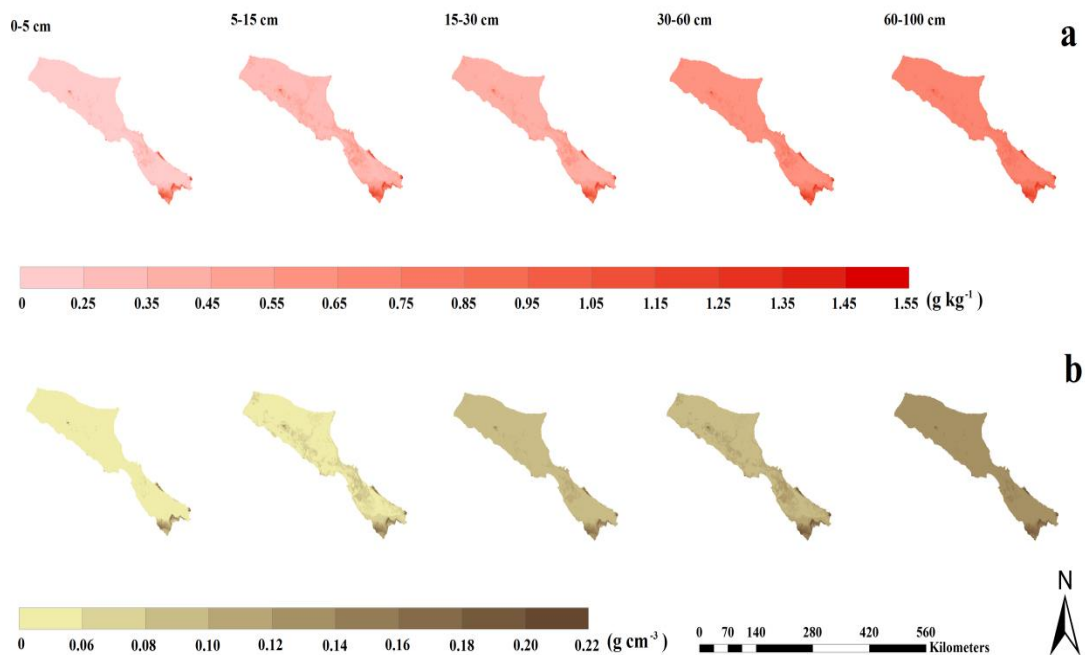 0-5 cm 5-15 cm 15-30 cm 30-60 cm 60-100 cm
a
0 0.25 0.35 0.45 0.55 0.65 0.75 0.85 0.95 1.05 1.15 1.25 1.35 1.45 1.55 (g kg⁻¹)
b
N
0 0.06 0.08 0.10 0.12 0.14 0.16 0.18 0.20 0.22 (g cm⁻³)
0 70 140 280 420 560
Kilometers